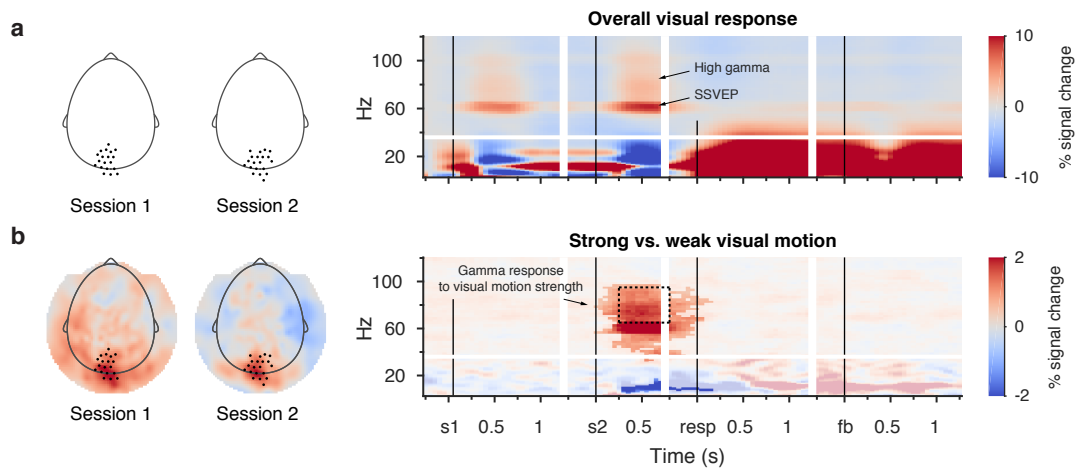 a
Session 1
Session 2
Overall visual response
Hz
100
60
20
High gamma
SSVEP
10
0
-10
% signal change
b
Session 1
Session 2
Strong vs. weak visual motion
Hz
100
60
20
Gamma response
to visual motion strength
2
0
-2
% signal change
s1 0.5 1 s2 0.5 resp 0.5 1 fb 0.5 1
Time (s)